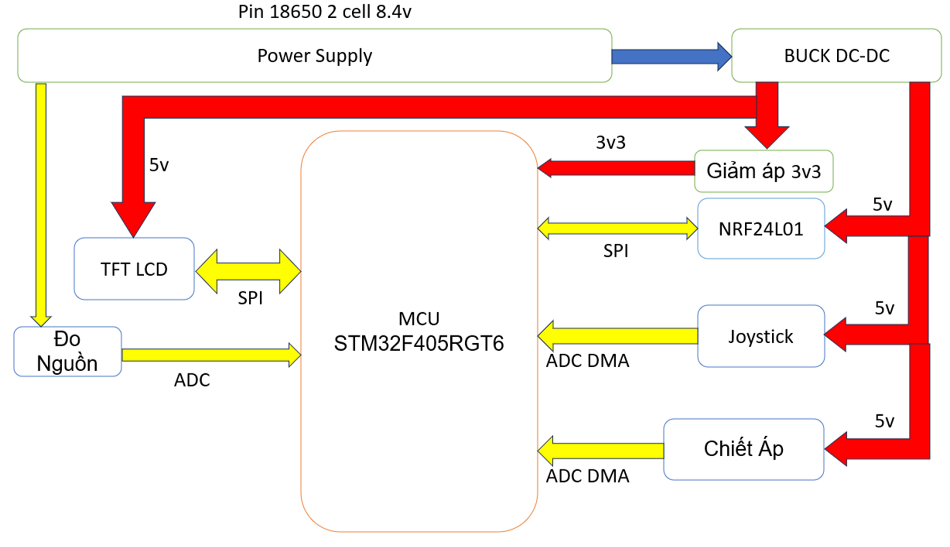 Pin 18650 2 cell 8.4v
Power Supply
BUCK DC-DC
3v3
5v
Giảm áp 3v3
5v
NRF24L01
SPI
TFT LCD
SPI
MCU
STM32F405RGT6
5v
Joystick
ADC DMA
Đo
Nguồn
ADC
5v
Chiết Áp
ADC DMA